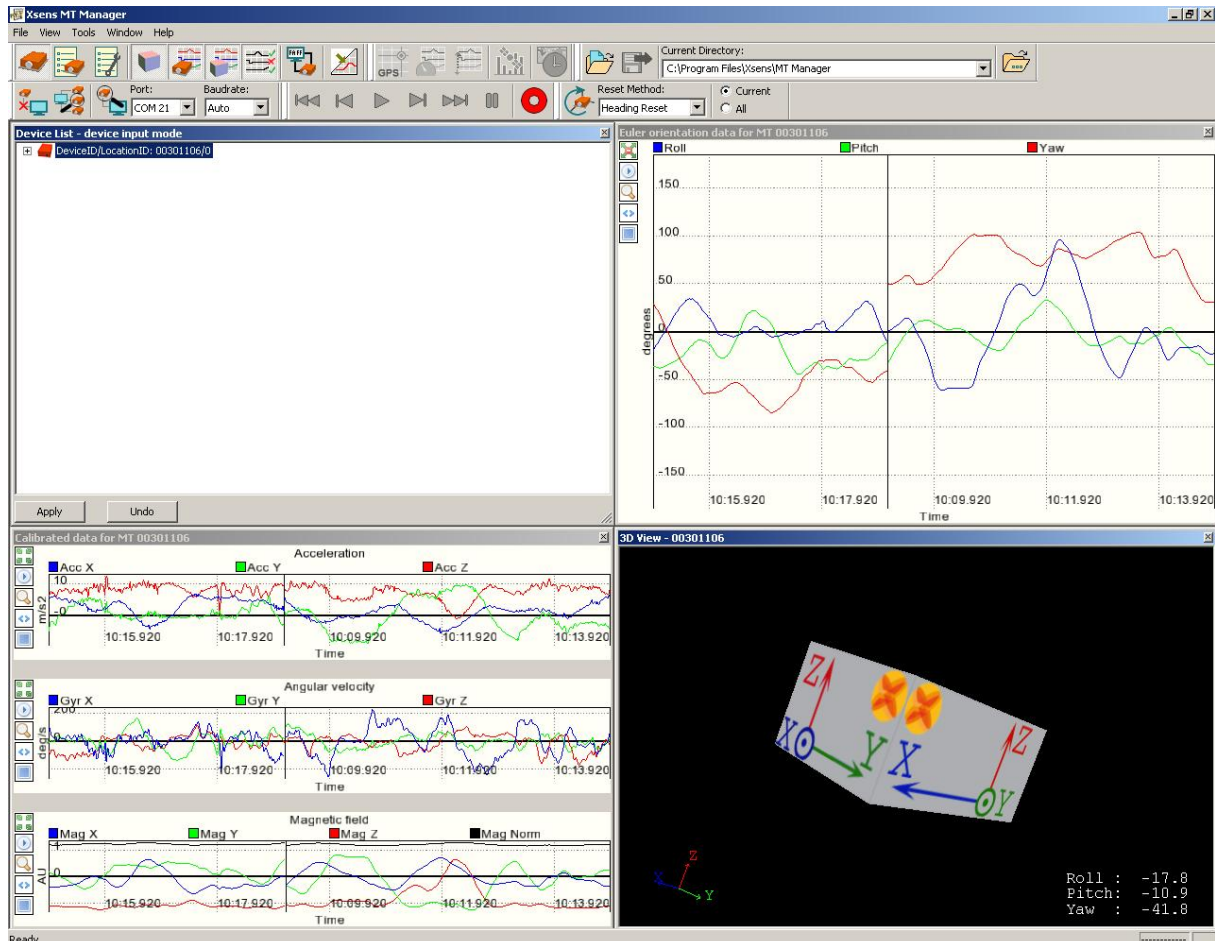 Xsens MT Manager
File View Tools Window Help
GPS
Current Directory:
C:\Program Files\Xsens\MT Manager
Port:
COM 21
Baudrate:
Auto
Reset Method:
Heading Reset
Current
All
Device List - device input mode
DeviceID/LocationID: 00301106/0
Apply Undo
Euler orientation data for MT 00301106
Roll Pitch Yaw
150
100
50
0
-50
-100
-150
degrees
10:15.920 10:17.920 10:09.920 10:11.920 10:13.920
Time
Calibrated data for MT 00301106
Acceleration
Acc X Acc Y Acc Z
10
-0
m/s2
10:15.920 10:17.920 10:09.920 10:11.920 10:13.920
Time
Angular velocity
Gyr X Gyr Y Gyr Z
200
0
deg/s
10:15.920 10:17.920 10:09.920 10:11.920 10:13.920
Time
Magnetic field
Mag X Mag Y Mag Z Mag Norm
1
0
AU
10:15.920 10:17.920 10:09.920 10:11.920 10:13.920
Time
3D View - 00301106
Z
X
Y
Z
X
Y
Z
X
Y
Roll : -17.8
Pitch: -10.9
Yaw : -41.8
Ready